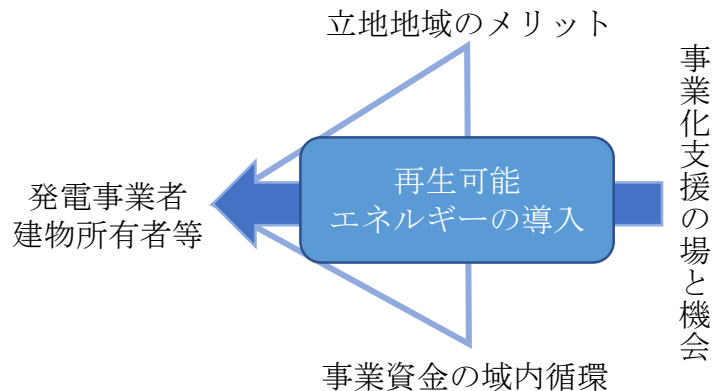 立地地域のメリット
事業化支援の場と機会
再生可能
エネルギーの導入
発電事業者
建物所有者等
事業資金の域内循環